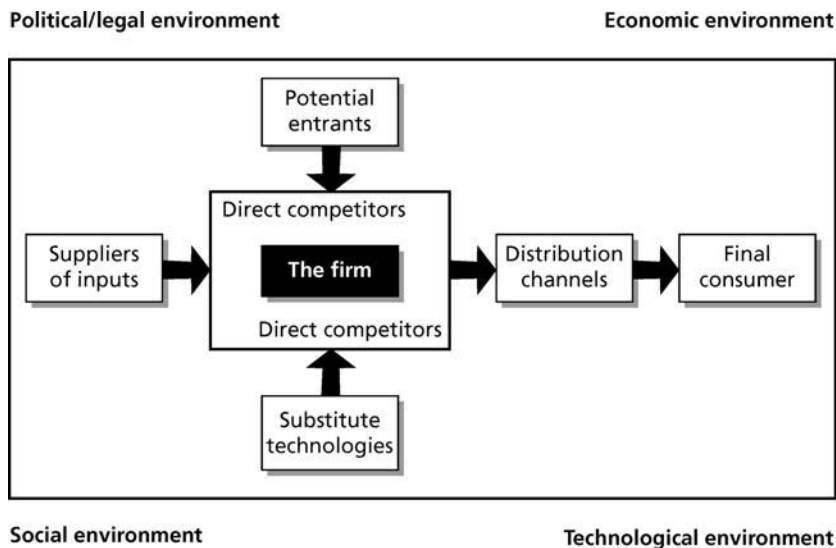 Political/legal environment
Economic environment
Potential
entrants
Direct competitors
Suppliers
of inputs
The firm
Distribution
channels
Final
consumer
Direct competitors
Substitute
technologies
Social environment
Technological environment